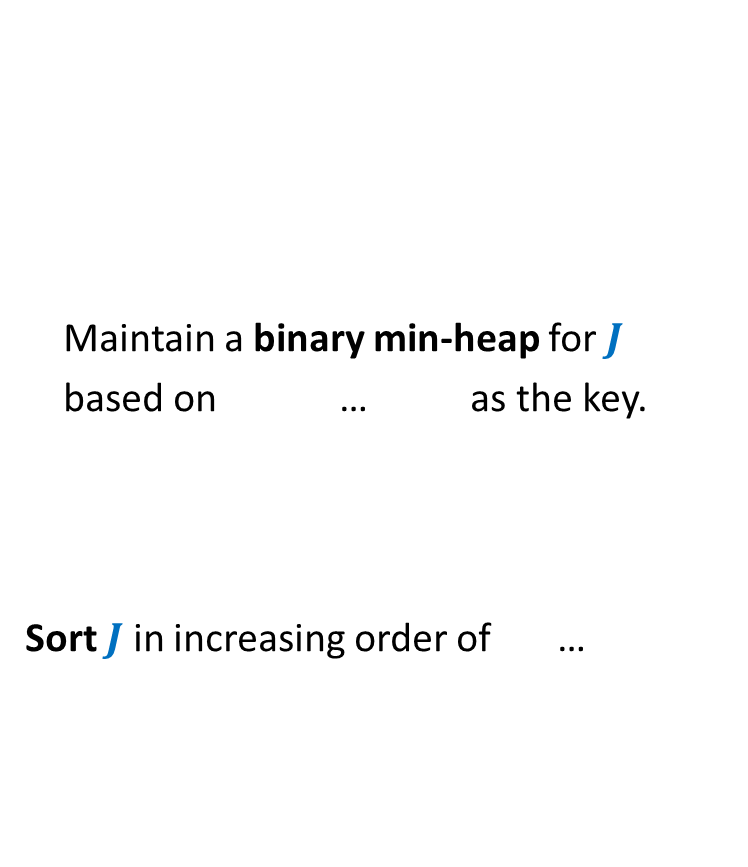 Maintain a binary min-heap for J
based on ... as the key.
Sort J in increasing order of ...